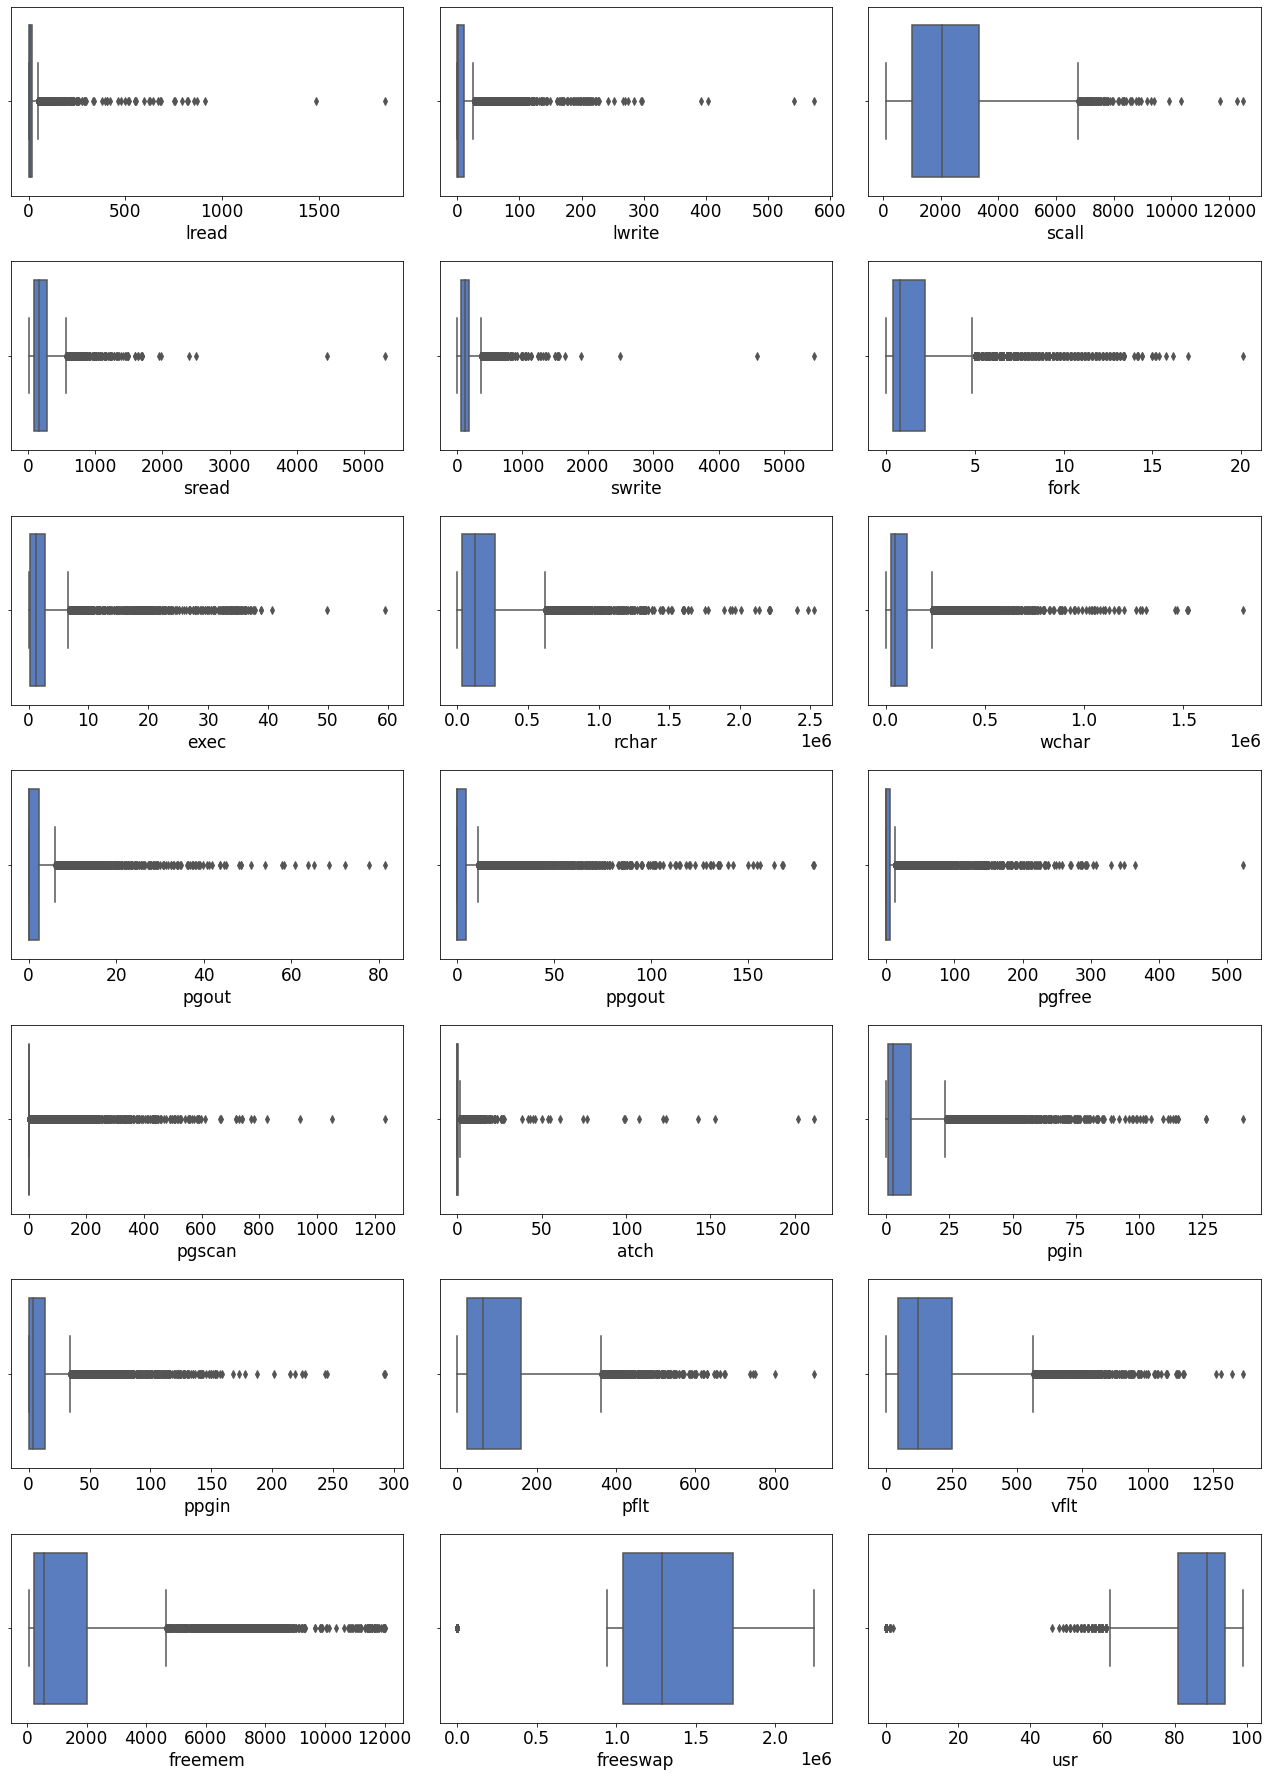 0 500 1000 1500
lread
0 100 200 300 400 500 600
lwrite
0 2000 4000 6000 8000 10000 12000
scall
0 1000 2000 3000 4000 5000
sread
0 1000 2000 3000 4000 5000
swrite
0 5 10 15 20
fork
0 10 20 30 40 50 60
exec
0.0 0.5 1.0 1.5 2.0 2.5
rchar 1e6
0.0 0.5 1.0 1.5
wchar 1e6
0 20 40 60 80
pgout
0 50 100 150
ppgout
0 100 200 300 400 500
pgfree
0 200 400 600 800 1000 1200
pgscan
0 50 100 150 200
atch
0 25 50 75 100 125
pgin
0 50 100 150 200 250 300
ppgin
0 200 400 600 800
pflt
0 250 500 750 1000 1250
vflt
0 2000 4000 6000 8000 10000 12000
freemem
0.0 0.5 1.0 1.5 2.0
freeswap 1e6
0 20 40 60 80 100
usr